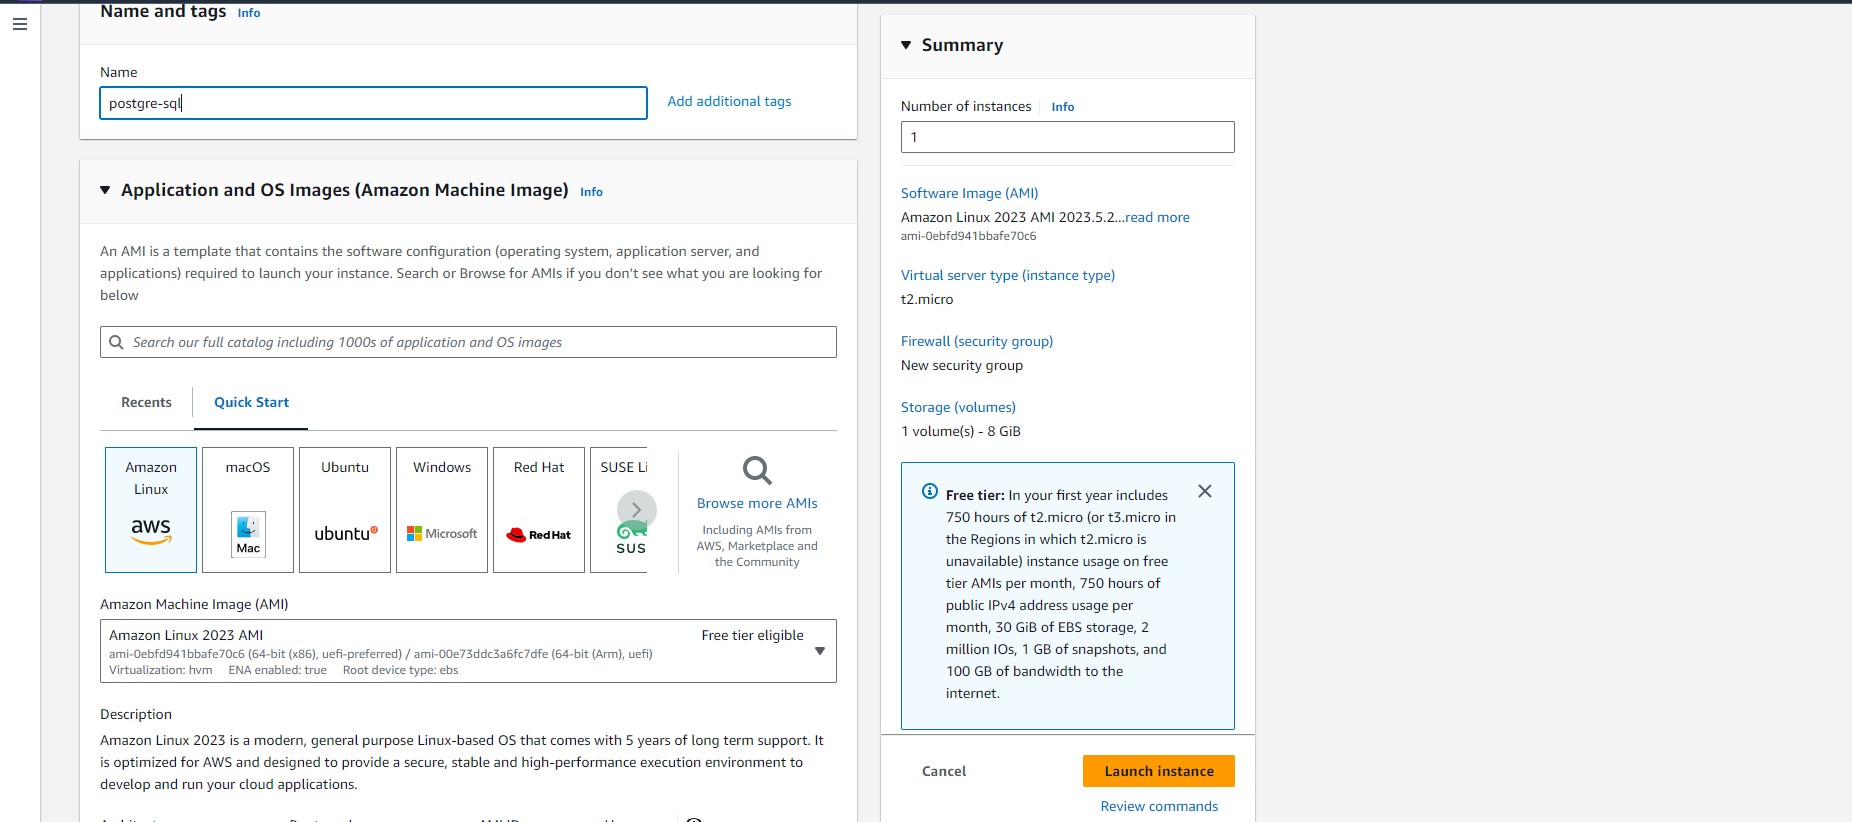 Name and tags Info
Name
postgre-sql
Add additional tags
Application and OS Images (Amazon Machine Image) Info
An AMI is a template that contains the software configuration (operating system, application server, and
applications) required to launch your instance. Search or Browse for AMIs if you don't see what you are looking for
below
Search our full catalog including 1000s of application and OS images
Recents
Quick Start
Amazon
Linux
aws
macOS
Mac
Ubuntu
ubuntu
Windows
Microsoft
Red Hat
Red Hat
SUSE Li
SUS
Browse more AMIs
Including AMIs from
AWS, Marketplace and
the Community
Amazon Machine Image (AMI)
Amazon Linux 2023 AMI
Free tier eligible
ami-0ebfd941bbafe70c6 (64-bit (x86), uefi-preferred) / ami-00e73ddc3a6fc7dfe (64-bit (Arm), uefi)
Virtualization: hvm ENA enabled: true Root device type: ebs
Description
Amazon Linux 2023 is a modern, general purpose Linux-based OS that comes with 5 years of long term support. It
is optimized for AWS and designed to provide a secure, stable and high-performance execution environment to
develop and run your cloud applications.
Summary
Number of instances Info
1
Software Image (AMI)
Amazon Linux 2023 AMI 2023.5.2...read more
ami-0ebfd941bbafe70c6
Virtual server type (instance type)
t2.micro
Firewall (security group)
New security group
Storage (volumes)
1 volume(s) - 8 GiB
Free tier: In your first year includes
750 hours of t2.micro (or t3.micro in
the Regions in which t2.micro is
unavailable) instance usage on free
tier AMIs per month, 750 hours of
public IPv4 address usage per
month, 30 GiB of EBS storage, 2
million IOs, 1 GB of snapshots, and
100 GB of bandwidth to the
internet.
Cancel
Launch instance
Review commands